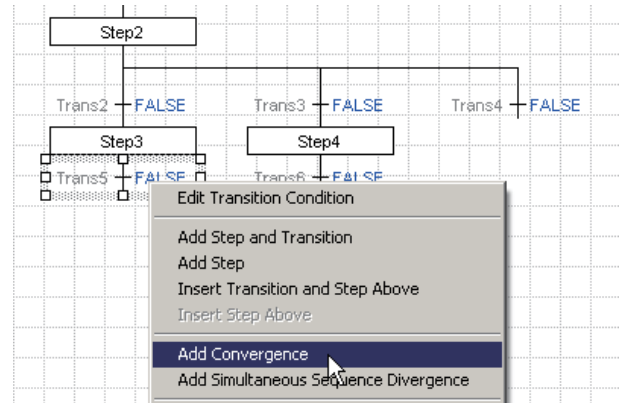 Step2
Trans2 FALSE Trans3 FALSE Trans4 FALSE
Step3 Step4
Trans5 FALSE Trans6 FALSE
Edit Transition Condition
Add Step and Transition
Add Step
Insert Transition and Step Above
Insert Step Above
Add Convergence
Add Simultaneous Sequence Divergence